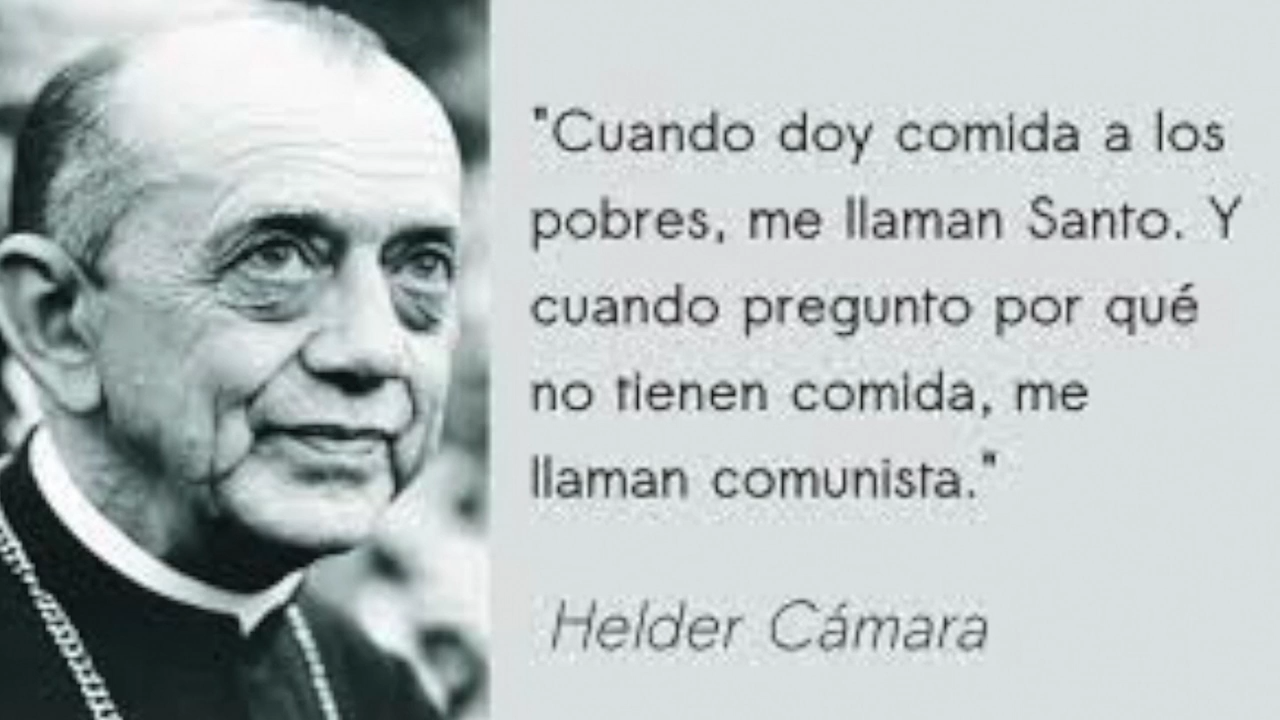 "Cuando doy comida a los
pobres, me llaman Santo. Y
cuando pregunto por qué
no tienen comida, me
llaman comunista."
Helder Cámara